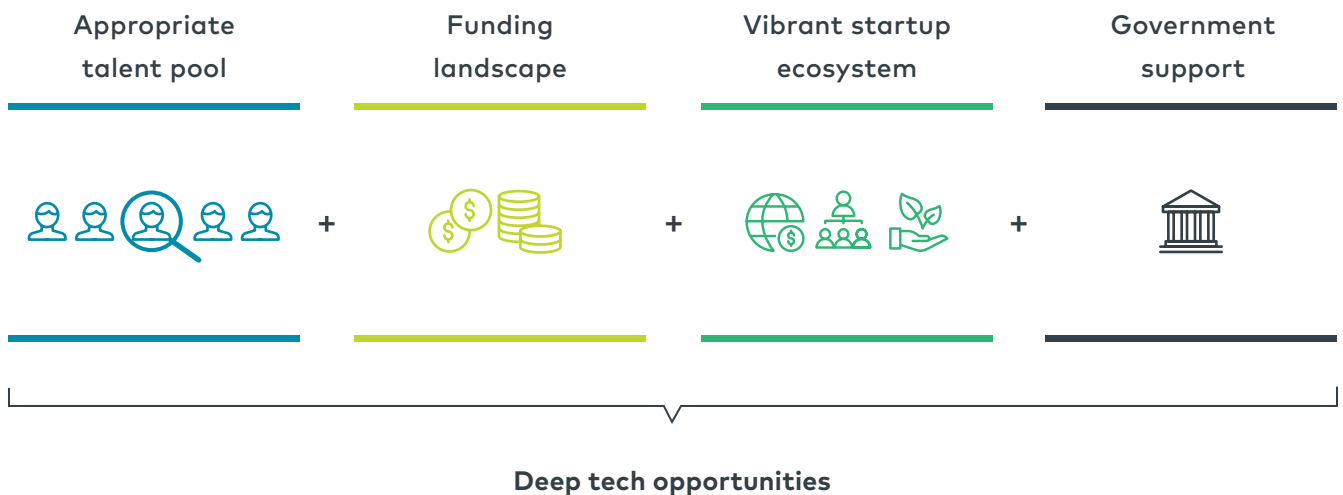 Appropriate
talent pool
Funding
landscape
Vibrant startup
ecosystem
Government
support
$
$
+
+
$
+
Deep tech opportunities